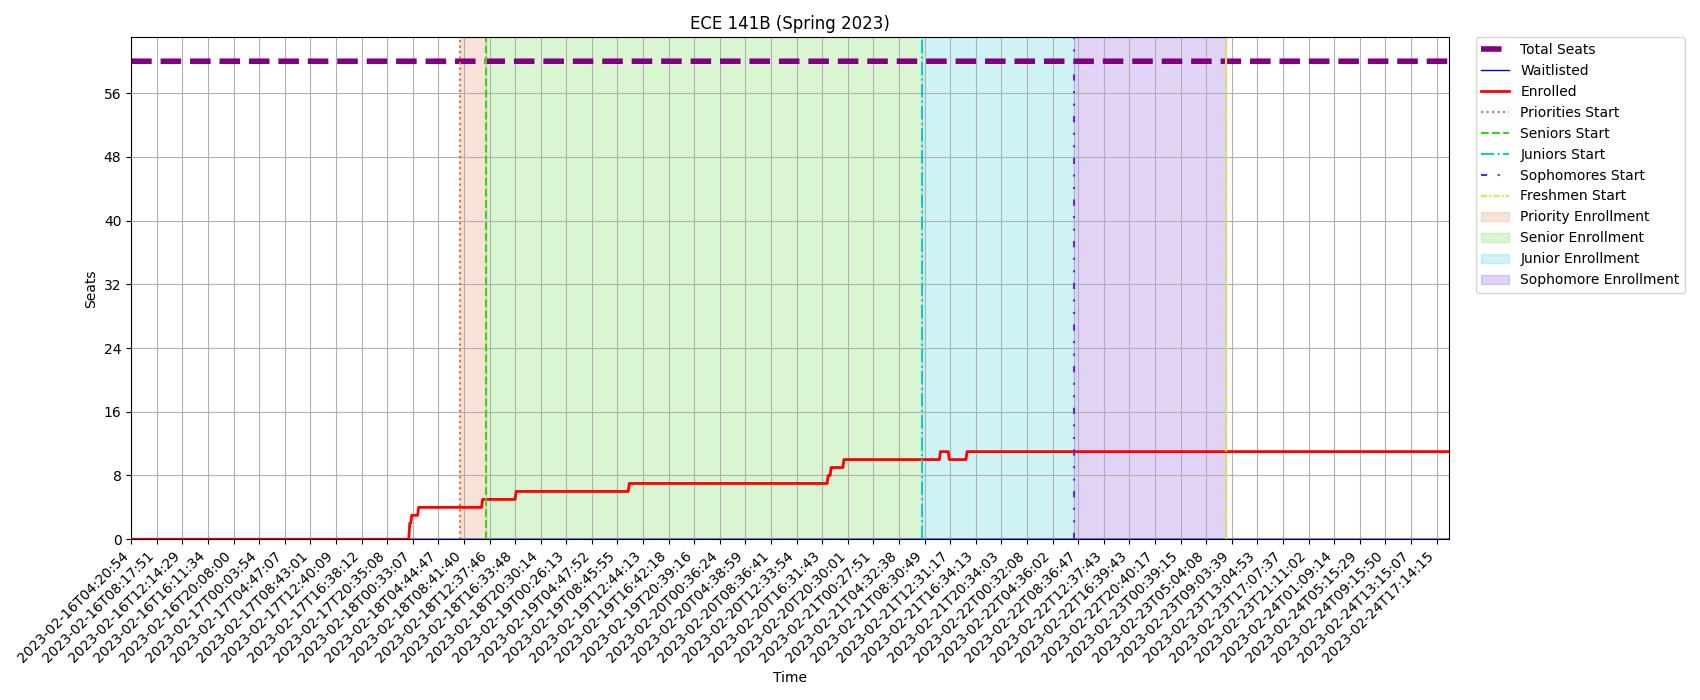 ECE 141B (Spring 2023)
Total Seats
Waitlisted
Enrolled
Priorities Start
Seniors Start
Juniors Start
Sophomores Start
Freshmen Start
Priority Enrollment
Senior Enrollment
Junior Enrollment
Sophomore Enrollment
Seats
56
48
40
32
24
16
8
0
2023-02-16T04:20:54
2023-02-16T08:17:51
2023-02-16T12:14:29
2023-02-16T16:11:34
2023-02-16T20:08:00
2023-02-17T00:03:54
2023-02-17T04:47:07
2023-02-17T08:43:01
2023-02-17T12:40:09
2023-02-17T16:38:12
2023-02-17T20:35:08
2023-02-18T00:33:07
2023-02-18T04:44:47
2023-02-18T08:41:40
2023-02-18T12:37:46
2023-02-18T16:33:48
2023-02-18T20:30:14
2023-02-19T00:26:13
2023-02-19T04:47:52
2023-02-19T08:45:55
2023-02-19T12:44:13
2023-02-19T16:42:18
2023-02-19T20:39:16
2023-02-20T00:36:24
2023-02-20T04:38:59
2023-02-20T08:36:41
2023-02-20T12:33:54
2023-02-20T16:31:43
2023-02-20T20:30:01
2023-02-21T00:27:51
2023-02-21T04:32:38
2023-02-21T08:30:49
2023-02-21T12:31:17
2023-02-21T16:34:13
2023-02-21T20:34:03
2023-02-22T00:32:08
2023-02-22T04:36:02
2023-02-22T08:36:47
2023-02-22T12:37:43
2023-02-22T16:39:43
2023-02-22T20:40:17
2023-02-23T00:39:15
2023-02-23T05:04:08
2023-02-23T09:03:39
2023-02-23T13:04:53
2023-02-23T17:07:37
2023-02-23T21:11:02
2023-02-24T01:09:14
2023-02-24T05:15:29
2023-02-24T09:15:50
2023-02-24T13:15:07
2023-02-24T17:14:15
Time